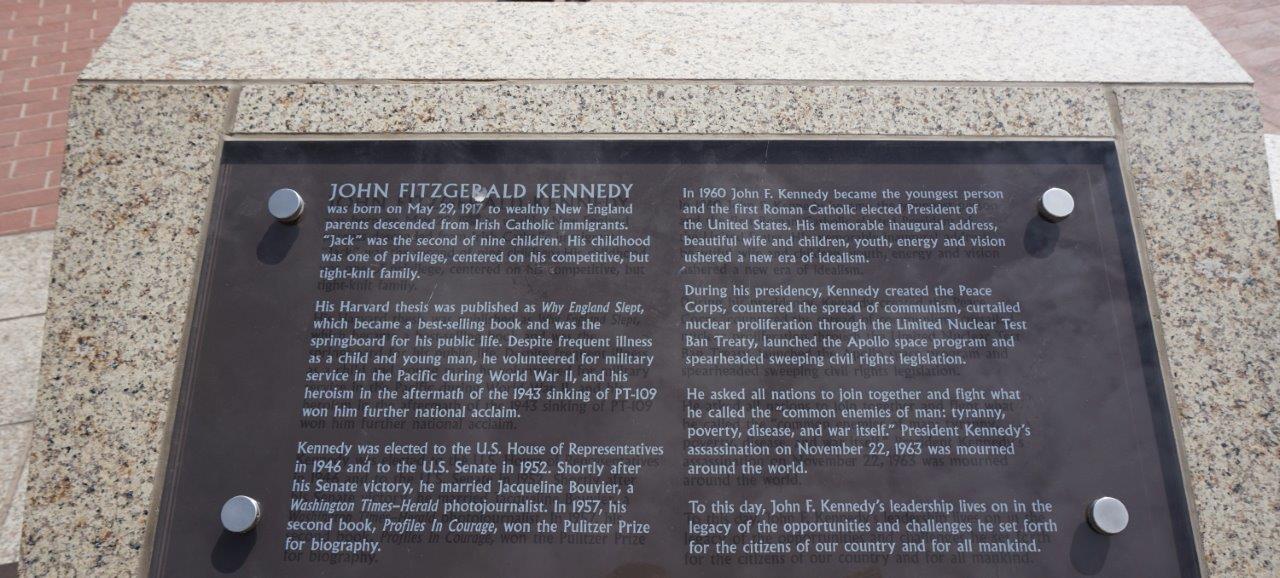 JOHN FITZGERALD KENNEDY
was born on May 29, 1917 to wealthy New England
parents descended from Irish Catholic immigrants.
“Jack” was the second of nine children. His childhood
was one of privilege, centered on his competitive, but
tight-knit family.
His Harvard thesis was published as Why England Slept,
which became a best-selling book and was the
springboard for his public life. Despite frequent illness
as a child and young man, he volunteered for military
service in the Pacific during World War II, and his
heroism in the aftermath of the 1943 sinking of PT-109
won him further national acclaim.
Kennedy was elected to the U.S. House of Representatives
in 1946 and to the U.S. Senate in 1952. Shortly after
his Senate victory, he married Jacqueline Bouvier, a
Washington Times–Herald photojournalist. In 1957, his
second book, Profiles In Courage, won the Pulitzer Prize
for biography.
In 1960 John F. Kennedy became the youngest person
and the first Roman Catholic elected President of
the United States. His memorable inaugural address,
beautiful wife and children, youth, energy and vision
ushered a new era of idealism.
During his presidency, Kennedy created the Peace
Corps, countered the spread of communism, curtailed
nuclear proliferation through the Limited Nuclear Test
Ban Treaty, launched the Apollo space program and
spearheaded sweeping civil rights legislation.
He asked all nations to join together and fight what
he called the “common enemies of man: tyranny,
poverty, disease, and war itself.” President Kennedy’s
assassination on November 22, 1963 was mourned
around the world.
To this day, John F. Kennedy’s leadership lives on in the
legacy of the opportunities and challenges he set forth
for the citizens of our country and for all mankind.